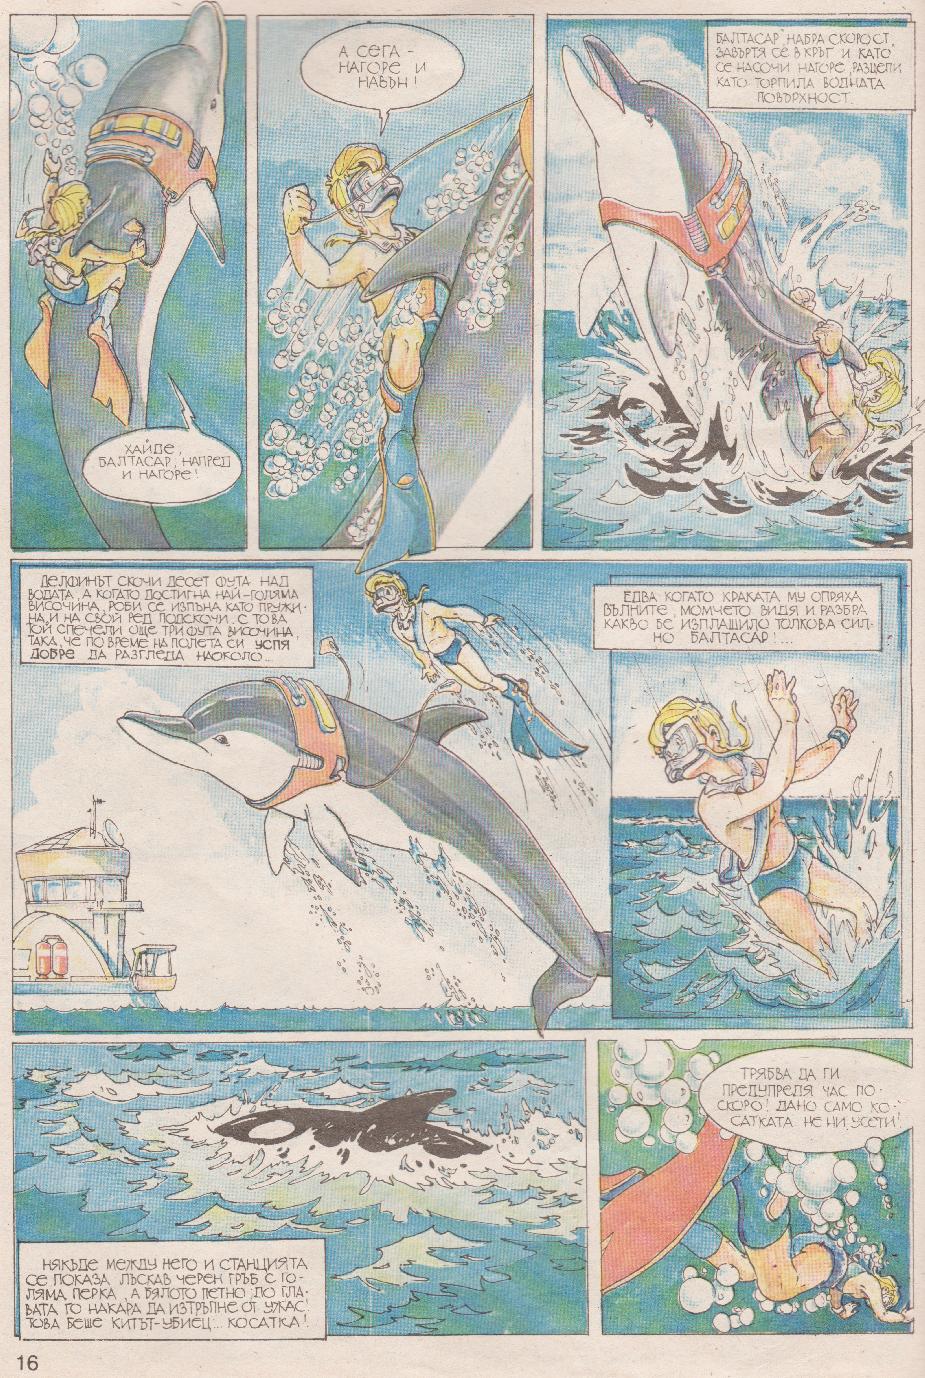 ХАЙДЕ,
БАЛТАСАР, НАПРЕД
И НАГОРЕ!
А СЕГА -
НАГОРЕ И
НАВЪН!
БАЛТАСАР НАБРА СКОРОСТ,
ЗАВЪРТЯ СЕ В КРЪГ И КАТО
СЕ НАСОЧИ НАГОРЕ, РАЗЦЕПИ
КАТО ТОРПИЛА ВОДНАТА
ПОВЪРХНОСТ.
ДЕЛФИНЪТ СКОЧИ ДЕСЕТ ФУТА НАД
ВОДАТА, А КОГАТО ДОСТИГНА НАЙ-ГОЛЯМА
ВИСОЧИНА, РОБИ СЕ ИЗПЪНА КАТО ПРУЖИ-
НА И НА СВОЙ РЕД ПОДСКОЧИ. С ТОВА
ТОЙ СПЕЧЕЛИ ОЩЕ ТРИ ФУТА ВИСОЧИНА,
ТАКА, ЧЕ ПО ВРЕМЕ НА ПОЛЕТА СИ УСПЯ
ДОБРЕ ДА РАЗГЛЕДА НАОКОЛО...
ЕДВА КОГАТО КРАКАТА МУ ОПРЯХА
ВЪЛНИТЕ, МОМЧЕТО ВИДЯ И РАЗБРА
КАКВО БЕ ИЗПЛАШИЛО ТОЛКОВА СИЛ-
НО БАЛТАСАР!...
НЯКЪДЕ МЕЖДУ НЕГО И СТАНЦИЯТА
СЕ ПОКАЗА ЛЪСКАВ ЧЕРЕН ГРЪБ С ГО-
ЛЯМА ПЕРКА, А БЯЛОТО ПЕТНО ДО ГЛА-
ВАТА ГО НАКАРА ДА ИЗТРЪПНЕ ОТ УЖАС!
ТОВА БЕШЕ КИТЪТ-УБИЕЦ... КОСАТКА!
ТРЯБВА ДА ГИ
ПРЕДУПРЕДЯ ЧАС ПО-
СКОРО! ДАНО САМО КО-
САТКАТА НЕ НИ УСЕТИ!
16